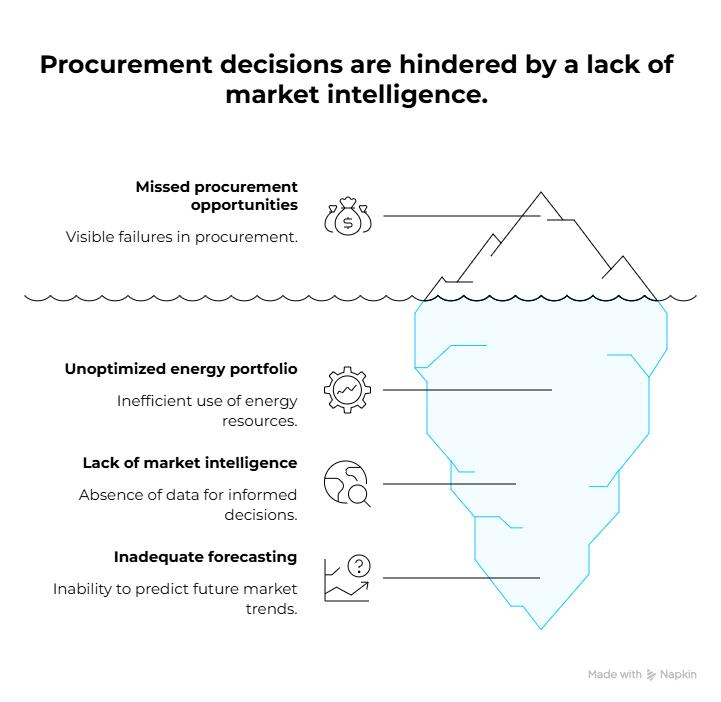 Procurement decisions are hindered by a lack of
market intelligence.
Missed procurement
opportunities
Visible failures in procurement.
$
Unoptimized energy portfolio
Inefficient use of energy
resources.
Lack of market intelligence
Absence of data for informed
decisions.
Inadequate forecasting
Inability to predict future market
trends.
?
Made with Napkin